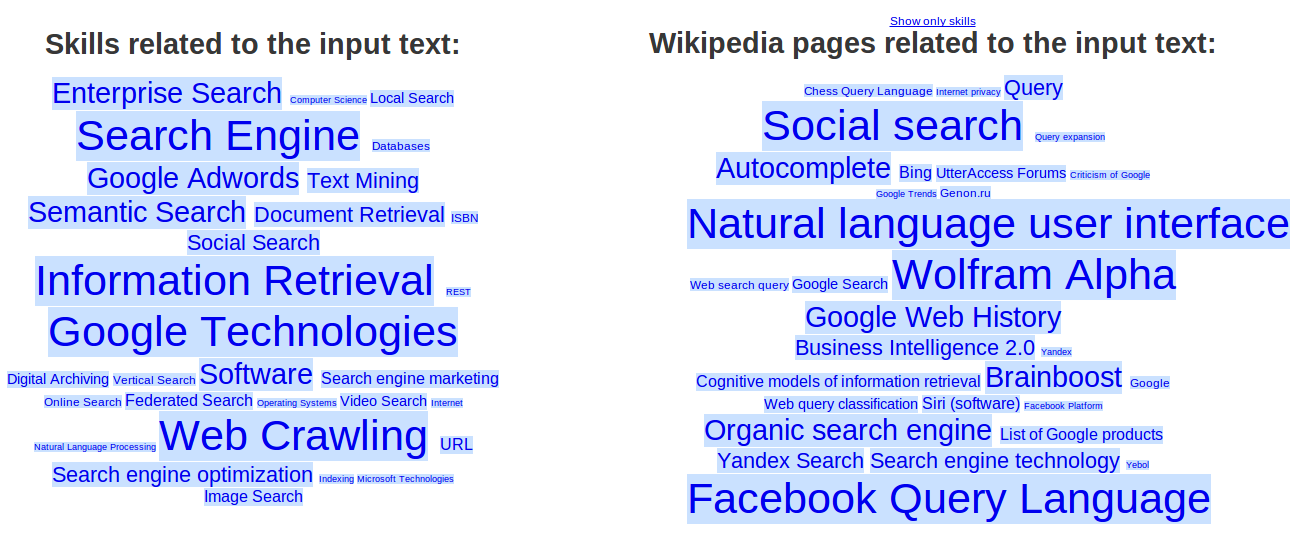 Skills related to the input text:
Enterprise Search Computer Science Local Search
Search Engine Databases
Google Adwords Text Mining
Semantic Search Document Retrieval ISBN
Social Search
Information Retrieval REST
Google Technologies
Digital Archiving Vertical Search Software Search engine marketing
Online Search Federated Search Operating Systems Video Search Internet
Natural Language Processing Web Crawling URL
Search engine optimization Indexing Microsoft Technologies
Image Search
Show only skills
Wikipedia pages related to the input text:
Chess Query Language Internet privacy Query
Social search Query expansion
Autocomplete Bing UtterAccess Forums Criticism of Google
Google Trends Genon.ru
Natural language user interface
Web search query Google Search Wolfram Alpha
Google Web History
Business Intelligence 2.0 Yandex
Cognitive models of information retrieval Brainboost Google
Web query classification Siri (software) Facebook Platform
Organic search engine List of Google products
Yandex Search Search engine technology Yebol
Facebook Query Language